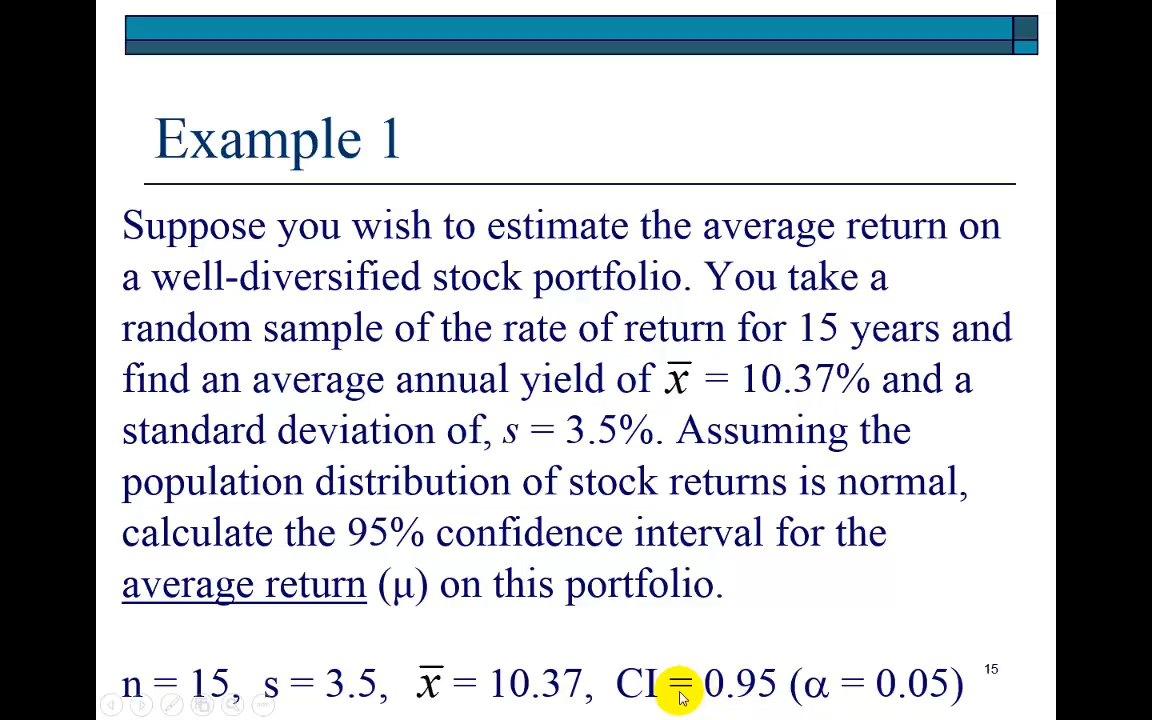 Example 1
Suppose you wish to estimate the average return on
a well-diversified stock portfolio. You take a
random sample of the rate of return for 15 years and
find an average annual yield of x̅ = 10.37% and a
standard deviation of, s = 3.5%. Assuming the
population distribution of stock returns is normal,
calculate the 95% confidence interval for the
average return (μ) on this portfolio.
n = 15, s = 3.5, x̅ = 10.37, CI = 0.95 (α = 0.05)
15